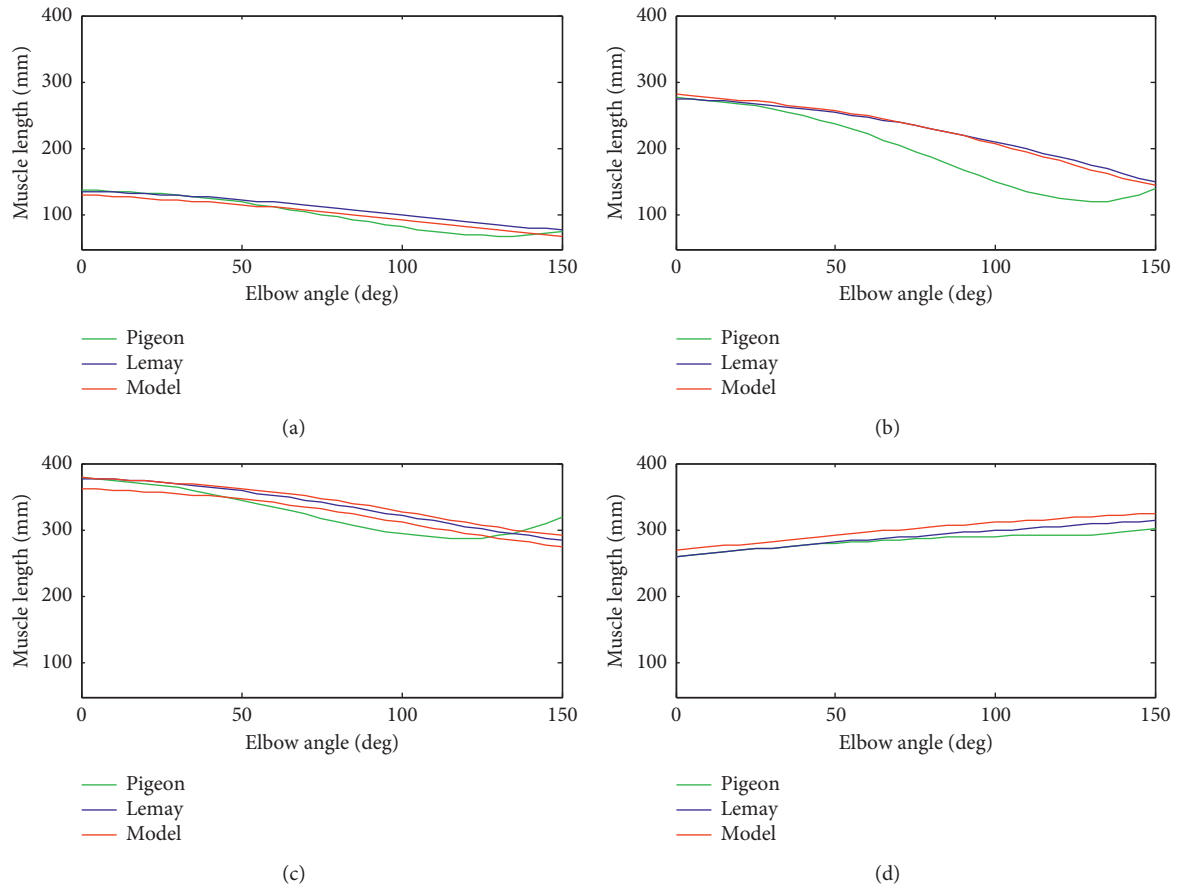 400
300
200
100
Muscle length (mm)
0
50
100
150
Elbow angle (deg)
Pigeon
Lemay
Model
(a)
400
300
200
100
Muscle length (mm)
0
50
100
150
Elbow angle (deg)
Pigeon
Lemay
Model
(b)
400
300
200
100
Muscle length (mm)
0
50
100
150
Elbow angle (deg)
Pigeon
Lemay
Model
(c)
400
300
200
100
Muscle length (mm)
0
50
100
150
Elbow angle (deg)
Pigeon
Lemay
Model
(d)